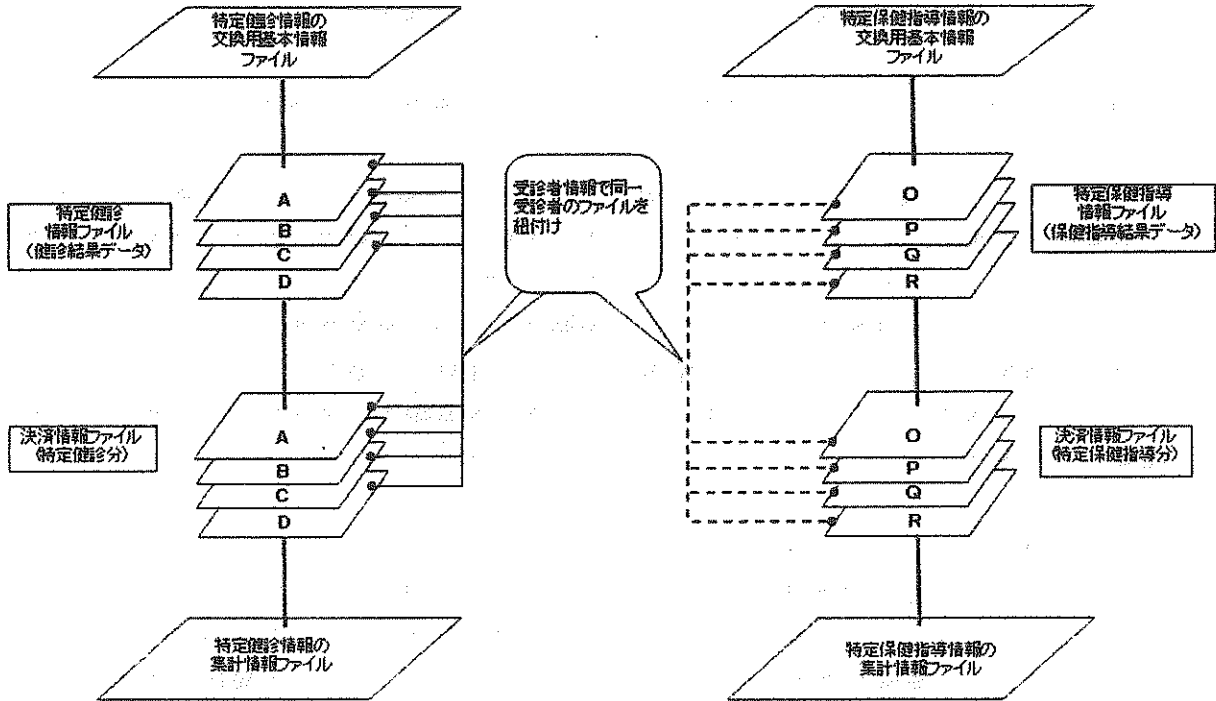 特定健診情報の
交換用基本情報
ファイル
特定保健指導情報の
交換用基本情報
ファイル
特定健診
情報ファイル
(健診結果データ)
A
B
C
D
受診者情報で同一
受診者のファイルを
紐付け
O
P
Q
R
特定保健指導
情報ファイル
(保健指導結果データ)
決済情報ファイル
(特定健診分)
A
B
C
D
O
P
Q
R
決済情報ファイル
(特定保健指導分)
特定健診情報の
集計情報ファイル
特定保健指導情報の
集計情報ファイル